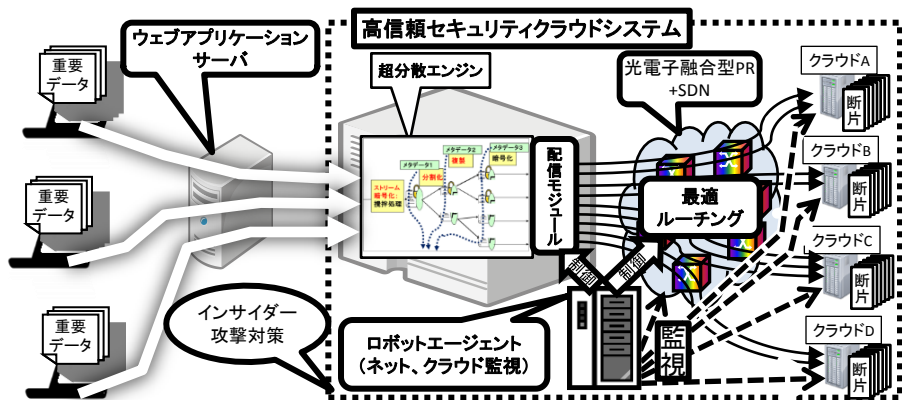 高信頼セキュリティクラウドシステム
ウェブアプリケーション
サーバ
重要
データ
重要
データ
重要
データ
超分散エンジン
メタデータ1
メタデータ2
メタデータ3
分割化
複製
暗号化
ストリーム
暗号化:
攪拌処理
配信モジュール
光電子融合型PR
+SDN
最適
ルーチング
制御
制御
監視
クラウドA
断片
クラウドB
断片
クラウドC
断片
クラウドD
断片
インサイダー
攻撃対策
ロボットエージェント
(ネット、クラウド監視)